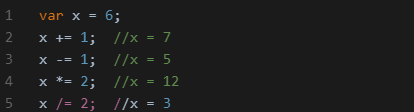 1 var x = 6;
2 x += 1; //x = 7
3 x -= 1; //x = 5
4 x *= 2; //x = 12
5 x /= 2; //x = 3